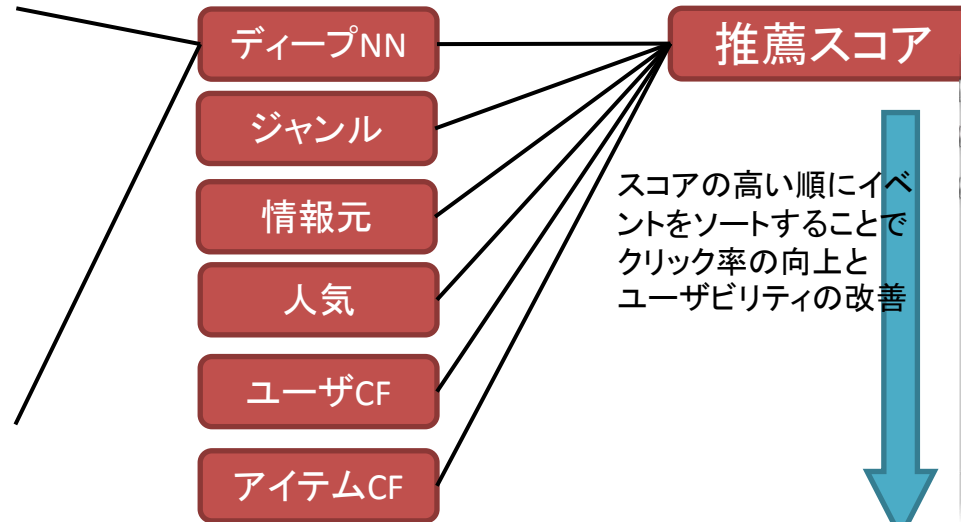 ディープNN
推薦スコア
ジャンル
情報元
人気
ユーザCF
アイテムCF
スコアの高い順にイベ
ントをソートすることで
クリック率の向上と
ユーザビリティの改善